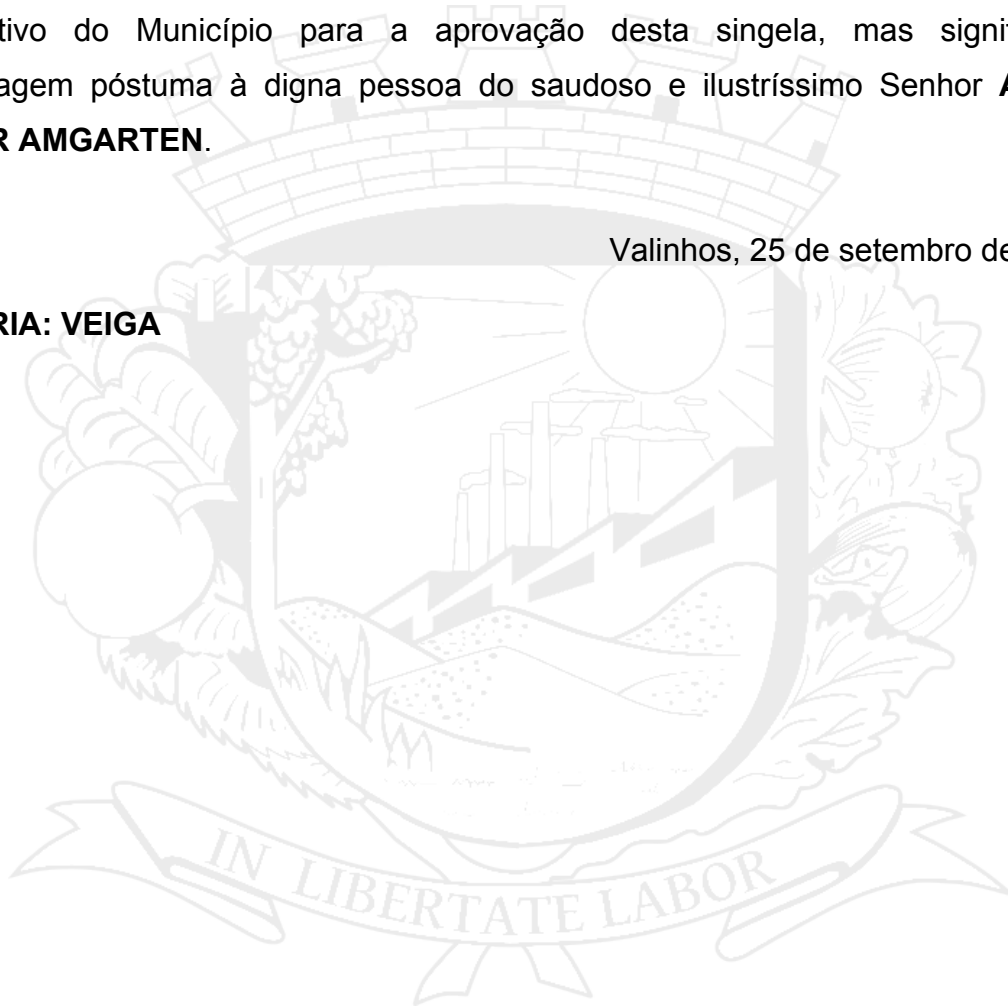 tivo do Município para a aprovação desta singela, mas signif
agem póstuma à digna pessoa do saudoso e ilustríssimo Senhor A
R AMGARTEN.
Valinhos, 25 de setembro de
RIA: VEIGA
IN LIBERTATE LABOR